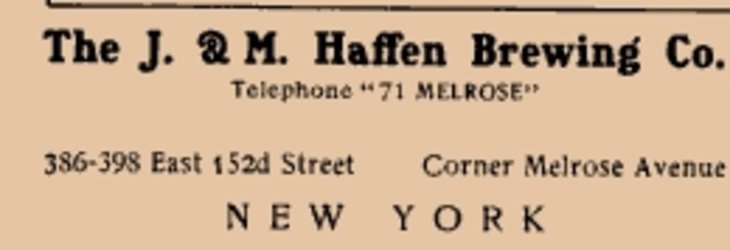 The J. & M. Haffen Brewing Co.
Telephone "71 MELROSE"
386-398 East 152d Street Corner Melrose Avenue
NEW YORK